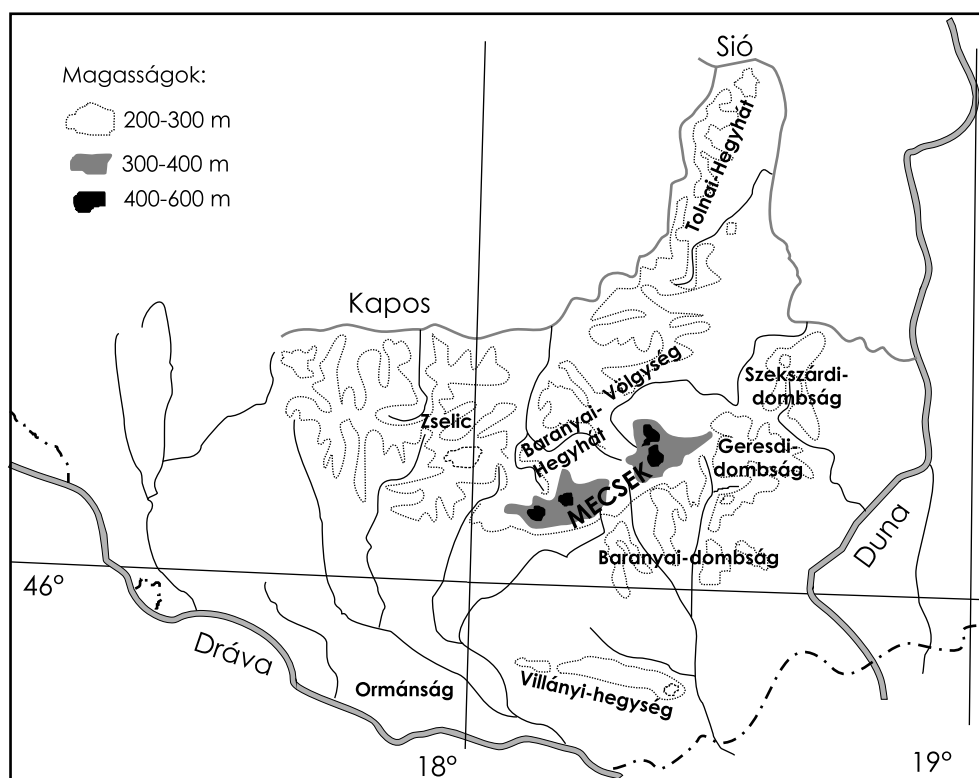 Sió
Magasságok:
200-300 m
300-400 m
400-600 m
Tolnai-Hegyhát
Kapos
Völgység
Szekszárdi-
dombság
Zselic
Baranyai-
Hegyhát
Geresdi-
dombság
MECSEK
Duna
Baranyai-dombság
46°
Dráva
Ormánság
Villányi-hegység
18°
19°